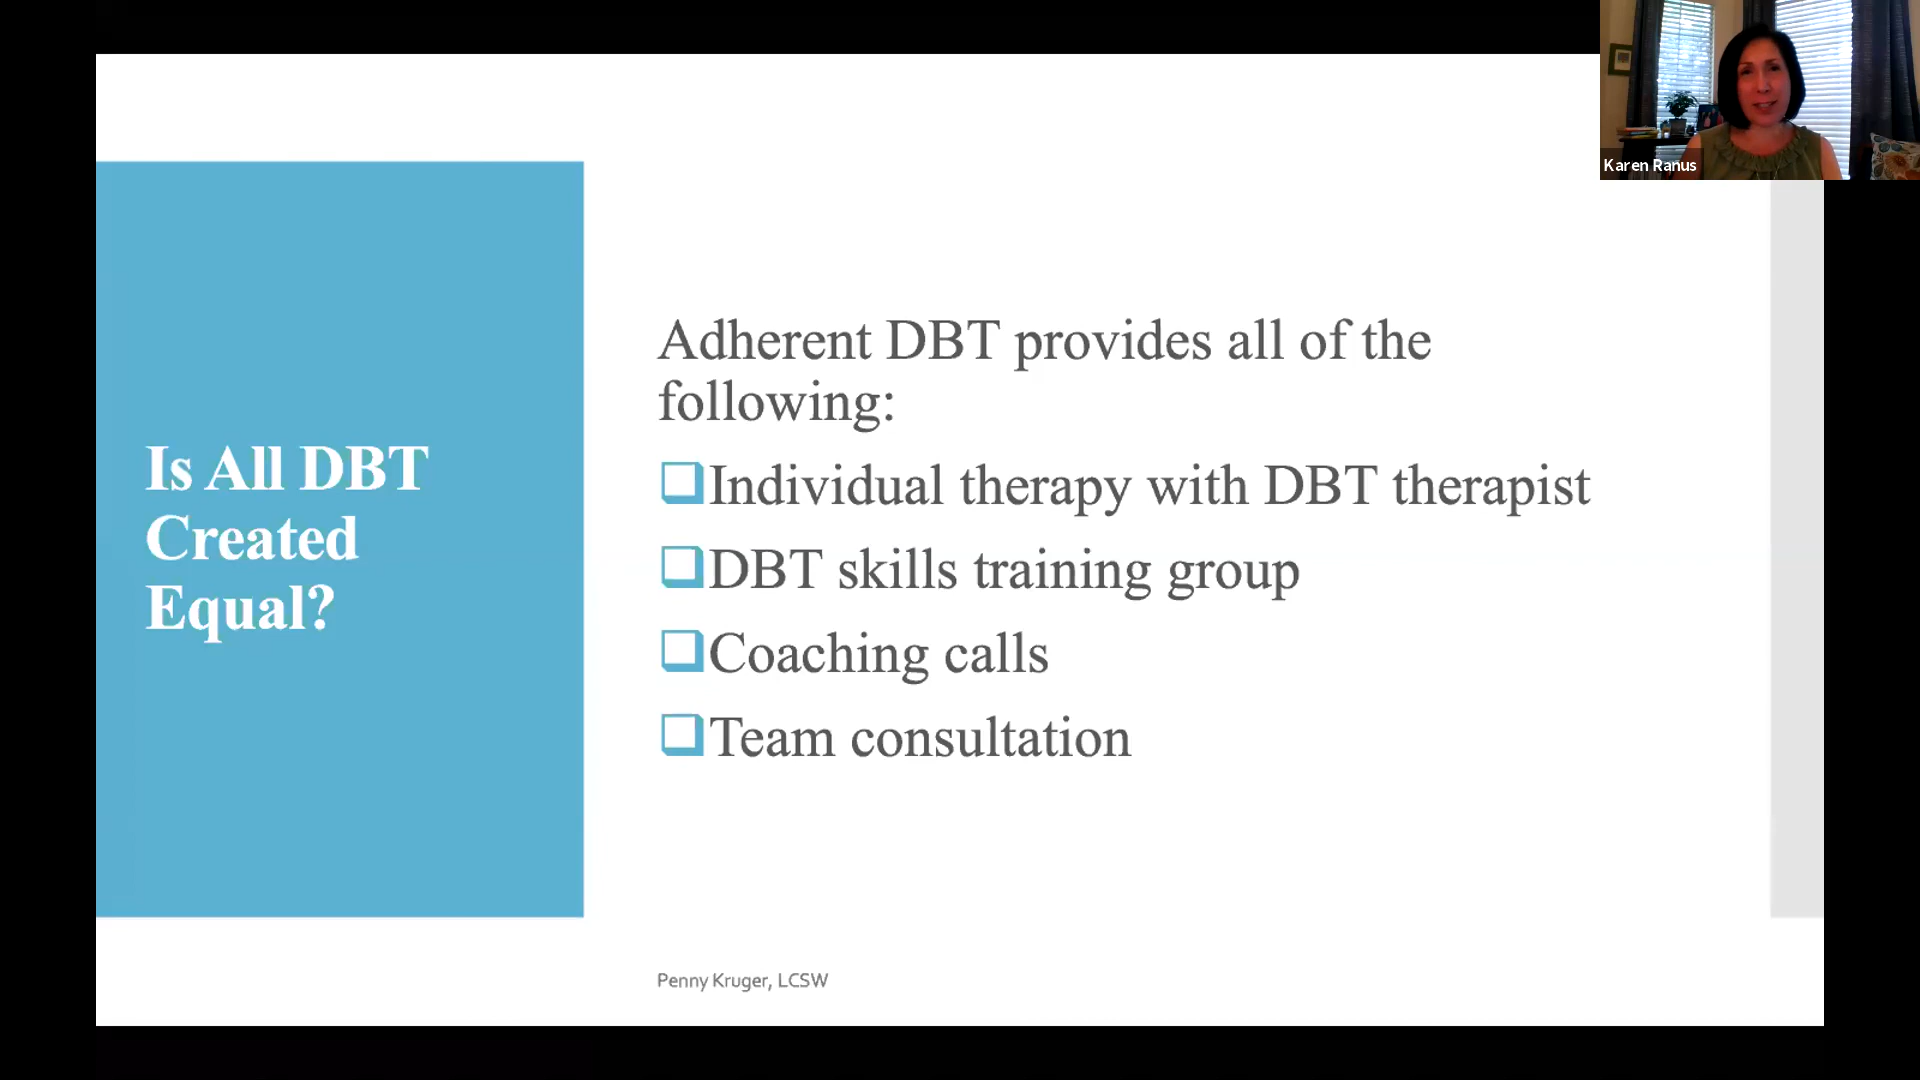 Karen Ranus
Is All DBT
Created
Equal?
Adherent DBT provides all of the
following:
Individual therapy with DBT therapist
DBT skills training group
Coaching calls
Team consultation
Penny Kruger, LCSW